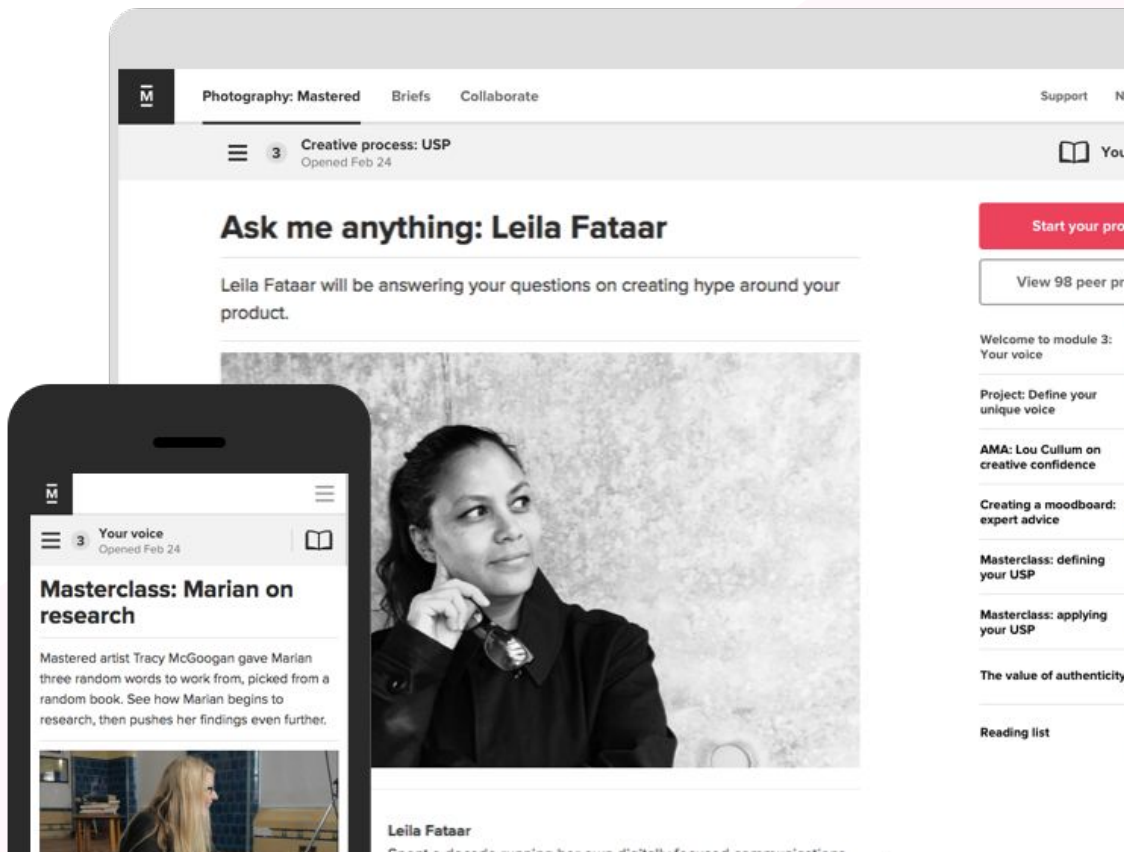 M
Photography: Mastered Briefs Collaborate
Support
3
Creative process: USP
Opened Feb 24
Ask me anything: Leila Fataar
Leila Fataar will be answering your questions on creating hype around your
product.
Leila Fataar
Start your
View 98 peer
Welcome to module 3:
Your voice
Project: Define your
unique voice
AMA: Lou Cullum on
creative confidence
Creating a moodboard:
expert advice
Masterclass: defining
your USP
Masterclass: applying
your USP
The value of authenticity
Reading list
M
3
Your voice
Opened Feb 24
Masterclass: Marian on
research
Mastered artist Tracy McGoogan gave Marian
three random words to work from, picked from a
random book. See how Marian begins to
research, then pushes her findings even further.